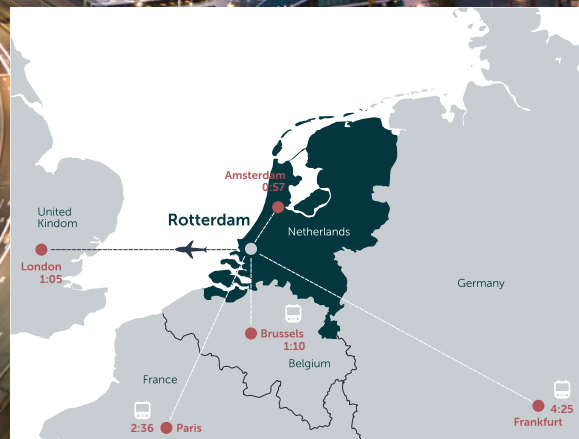 Amsterdam
0:57
United
Kindom
Rotterdam
Netherlands
London
1:05
Germany
Brussels
1:10
Belgium
France
4:25
Frankfurt
2:36 Paris